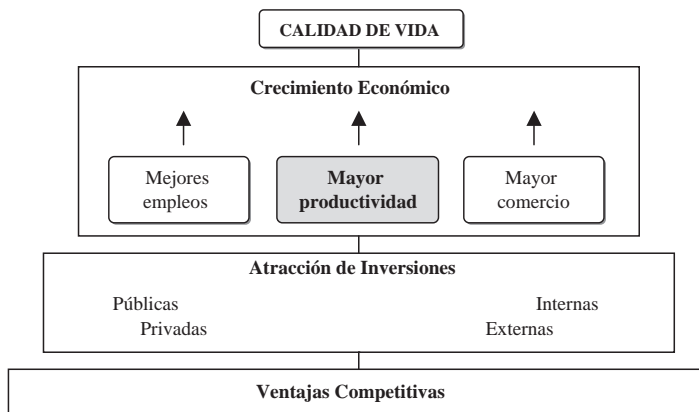 CALIDAD DE VIDA
Crecimiento Económico
Mejores
empleos
Mayor
productividad
Mayor
comercio
Atracción de Inversiones
Públicas
Internas
Privadas
Externas
Ventajas Competitivas